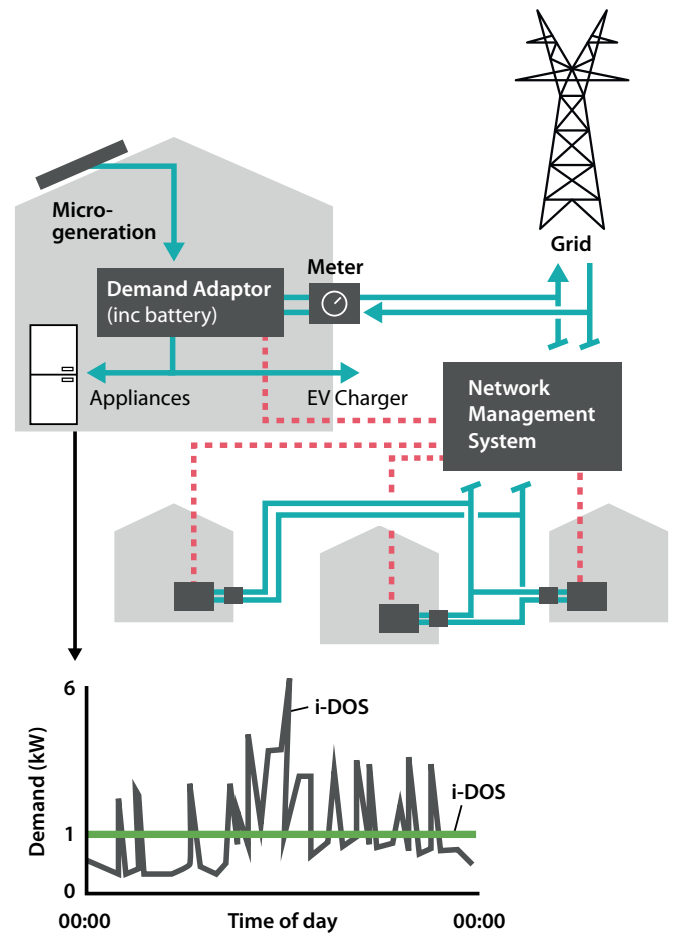 Micro-
generation
Grid
Meter
Demand Adaptor
(inc battery)
Appliances
EV Charger
Network
Management
System
6
i-DOS
i-DOS
Demand (kW)
1
0
00:00
Time of day
00:00